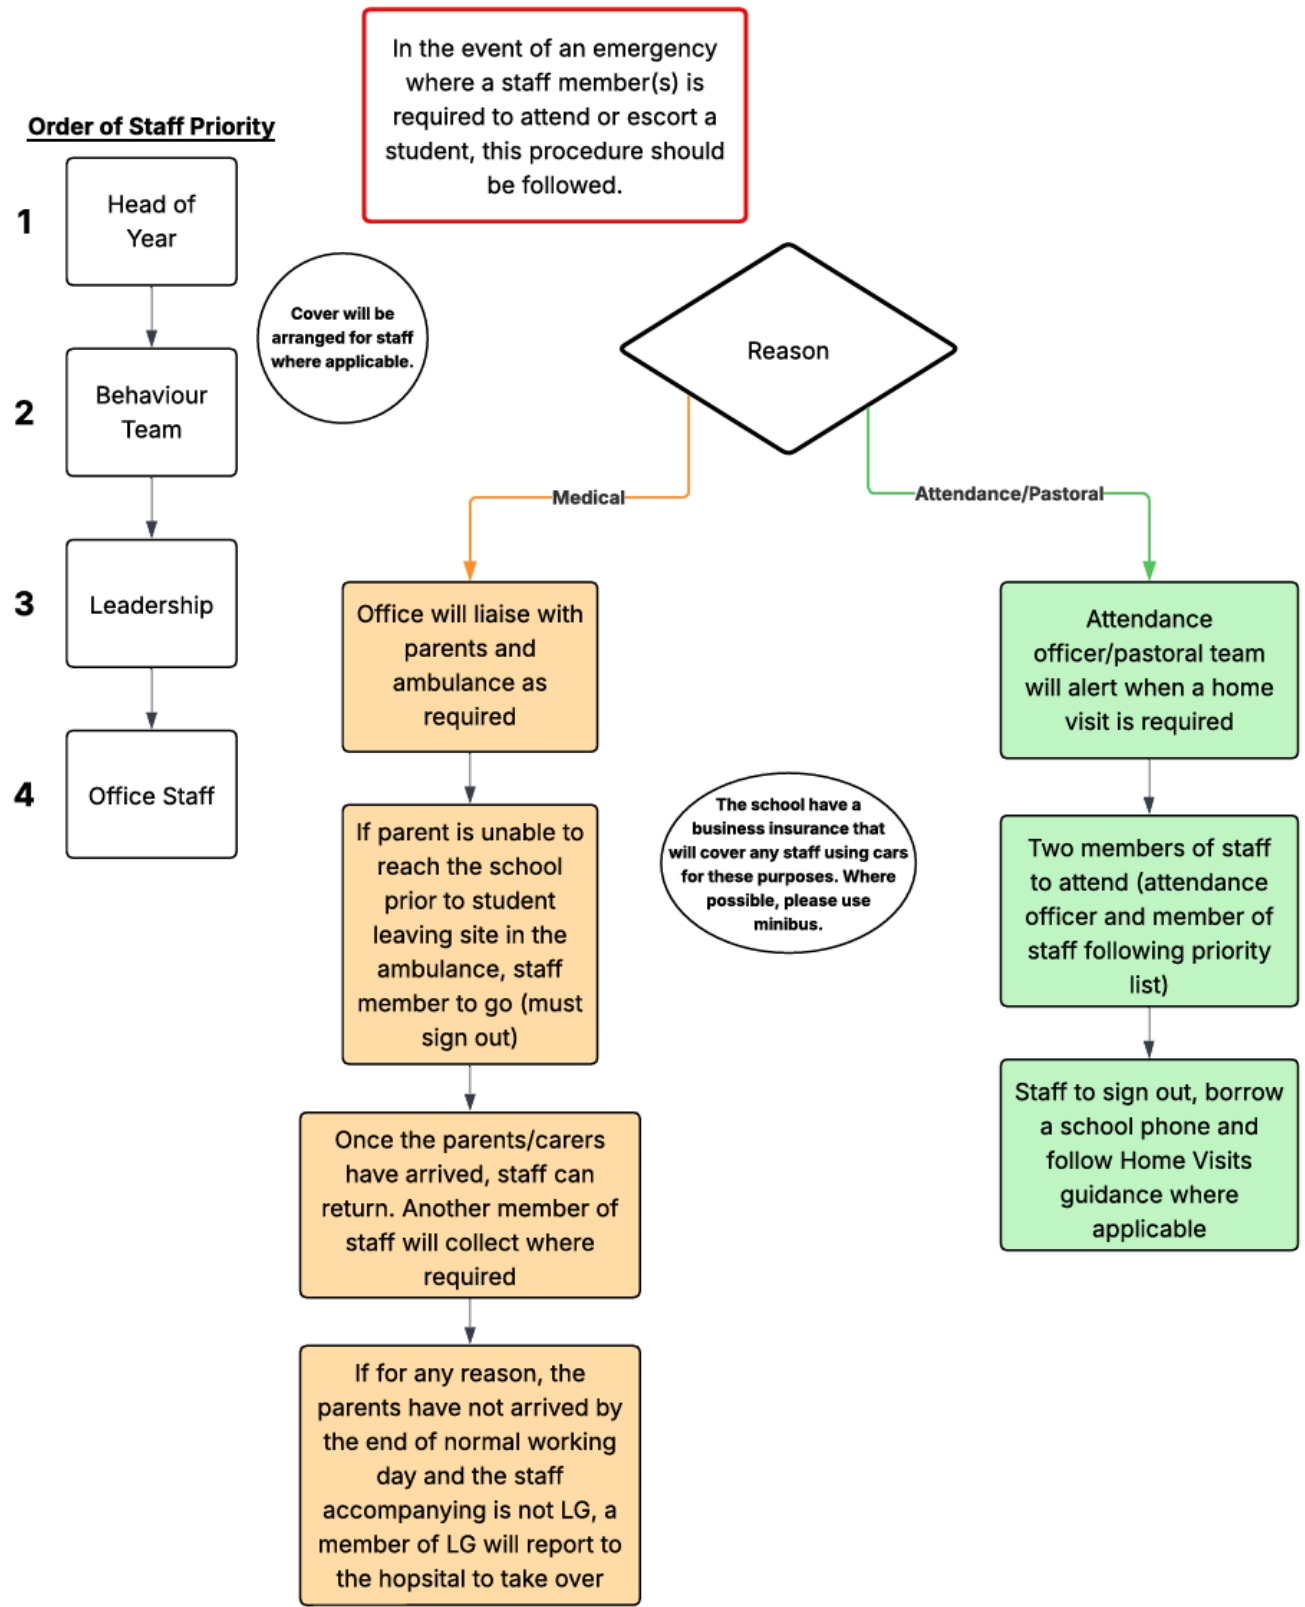 In the event of an emergency
where a staff member(s) is
required to attend or escort a
student, this procedure should
be followed.
Order of Staff Priority
1
Head of
Year
2
Behaviour
Team
3
Leadership
4
Office Staff
Cover will be
arranged for staff
where applicable.
Reason
Medical
Attendance/Pastoral
Office will liaise with
parents and
ambulance as
required
If parent is unable to
reach the school
prior to student
leaving site in the
ambulance, staff
member to go (must
sign out)
Once the parents/carers
have arrived, staff can
return. Another member of
staff will collect where
required
If for any reason, the
parents have not arrived by
the end of normal working
day and the staff
accompanying is not LG, a
member of LG will report to
the hopsital to take over
The school have a
business insurance that
will cover any staff using cars
for these purposes. Where
possible, please use
minibus.
Attendance
officer/pastoral team
will alert when a home
visit is required
Two members of staff
to attend (attendance
officer and member of
staff following priority
list)
Staff to sign out, borrow
a school phone and
follow Home Visits
guidance where
applicable